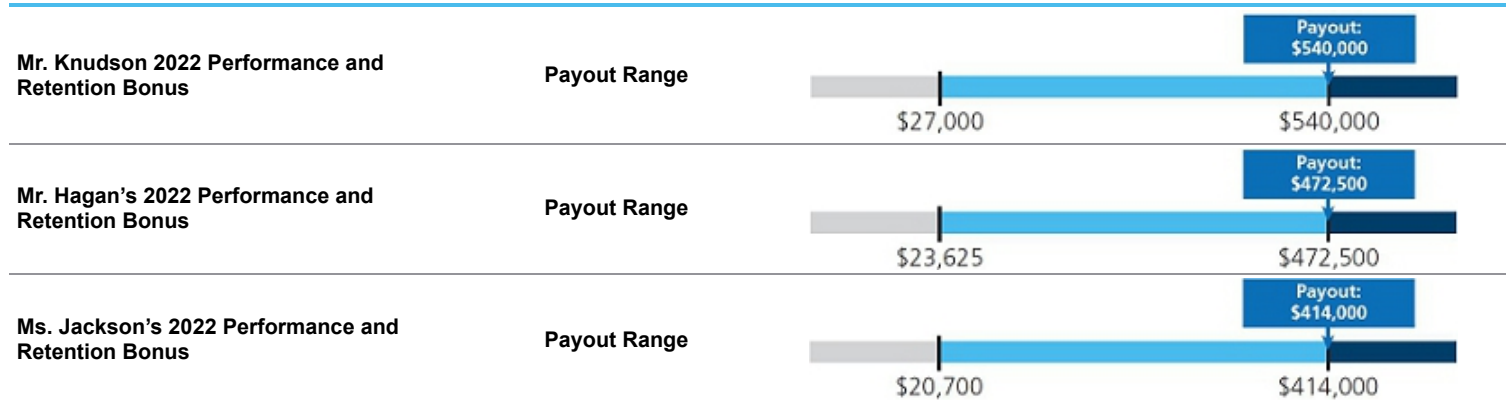 Payout:
$540,000
Mr. Knudson 2022 Performance and
Retention Bonus
Payout Range
$27,000
$540,000
Payout:
$472,500
Mr. Hagan’s 2022 Performance and
Retention Bonus
Payout Range
$23,625
$472,500
Payout:
$414,000
Ms. Jackson’s 2022 Performance and
Retention Bonus
Payout Range
$20,700
$414,000